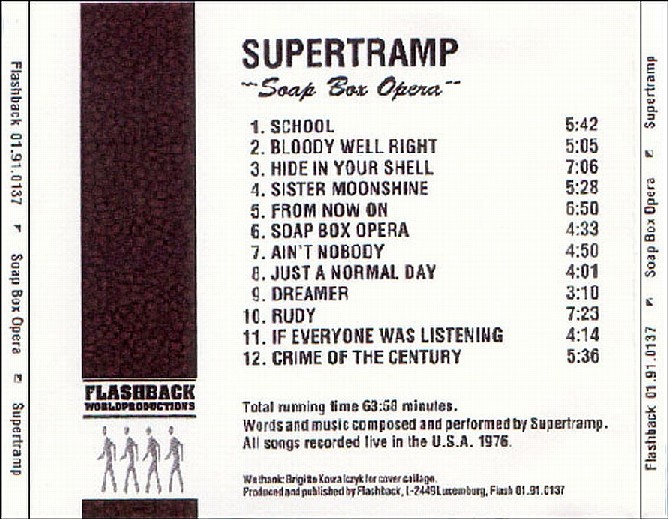 Flashback 01.91.0137 Soap Box Opera Supertramp
SUPERTRAMP
~~Soap Box Opera~~
1. SCHOOL 5:42
2. BLOODY WELL RIGHT 5:05
3. HIDE IN YOUR SHELL 7:06
4. SISTER MOONSHINE 5:28
5. FROM NOW ON 6:50
6. SOAP BOX OPERA 4:33
7. AIN'T NOBODY 4:50
8. JUST A NORMAL DAY 4:01
9. DREAMER 3:10
10. RUDY 7:23
11. IF EVERYONE WAS LISTENING 4:14
12. CRIME OF THE CENTURY 5:36
FLASHBACK
WORLDPRODUCTIONS
Total running time 63:58 minutes.
Words and music composed and performed by Supertramp.
All songs recorded live in the U.S.A. 1976.
We thank Brigitte Kowalczyk for cover collage.
Produced and published by Flashback, L-2449 Luxemburg, Flash 01.91.0137
Flashback 01.91.0137 Soap Box Opera Supertramp